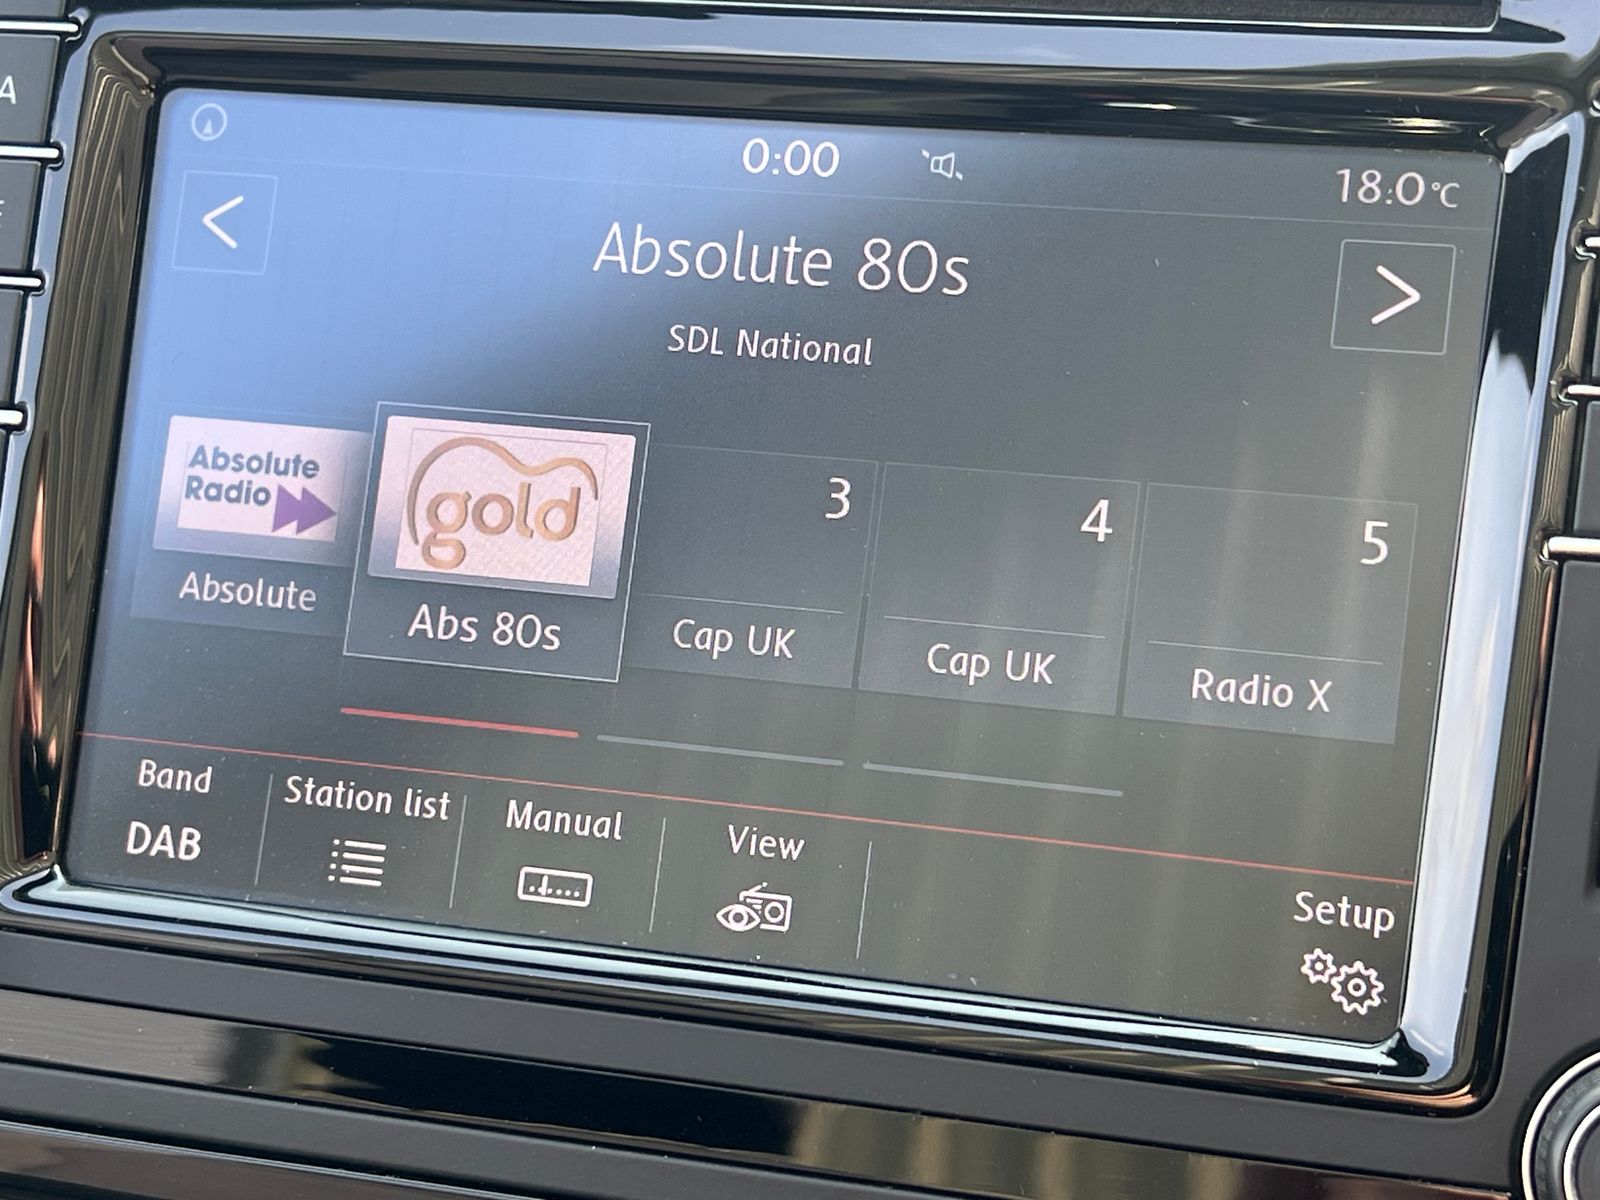 A
0:00
18.0°C
Absolute 80s
SDL National
Absolute
Radio
gold
3
4
5
Absolute
Abs 80s
Cap UK
Cap UK
Radio X
Band
DAB
Station list
Manual
View
Setup